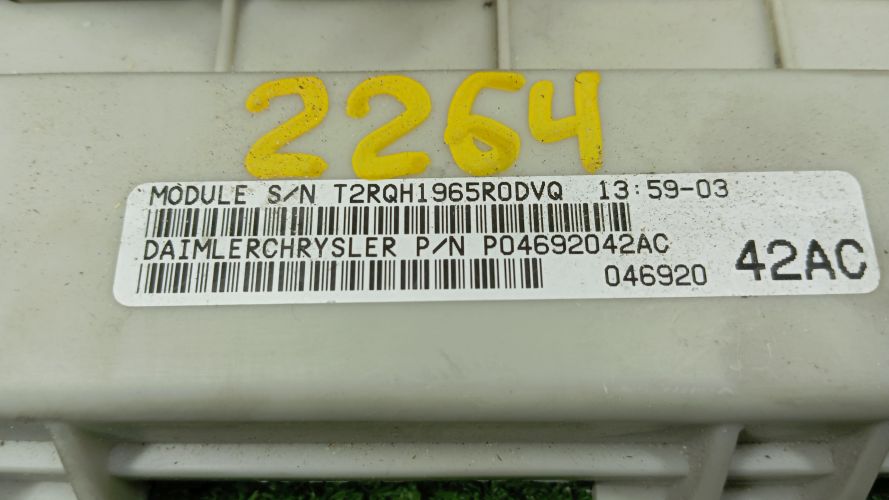 2264
MODULE S/N T2RQH1965R0DVQ 13:59-03
DAIMLERCHRYSLER P/N P04692042AC
046920 42AC